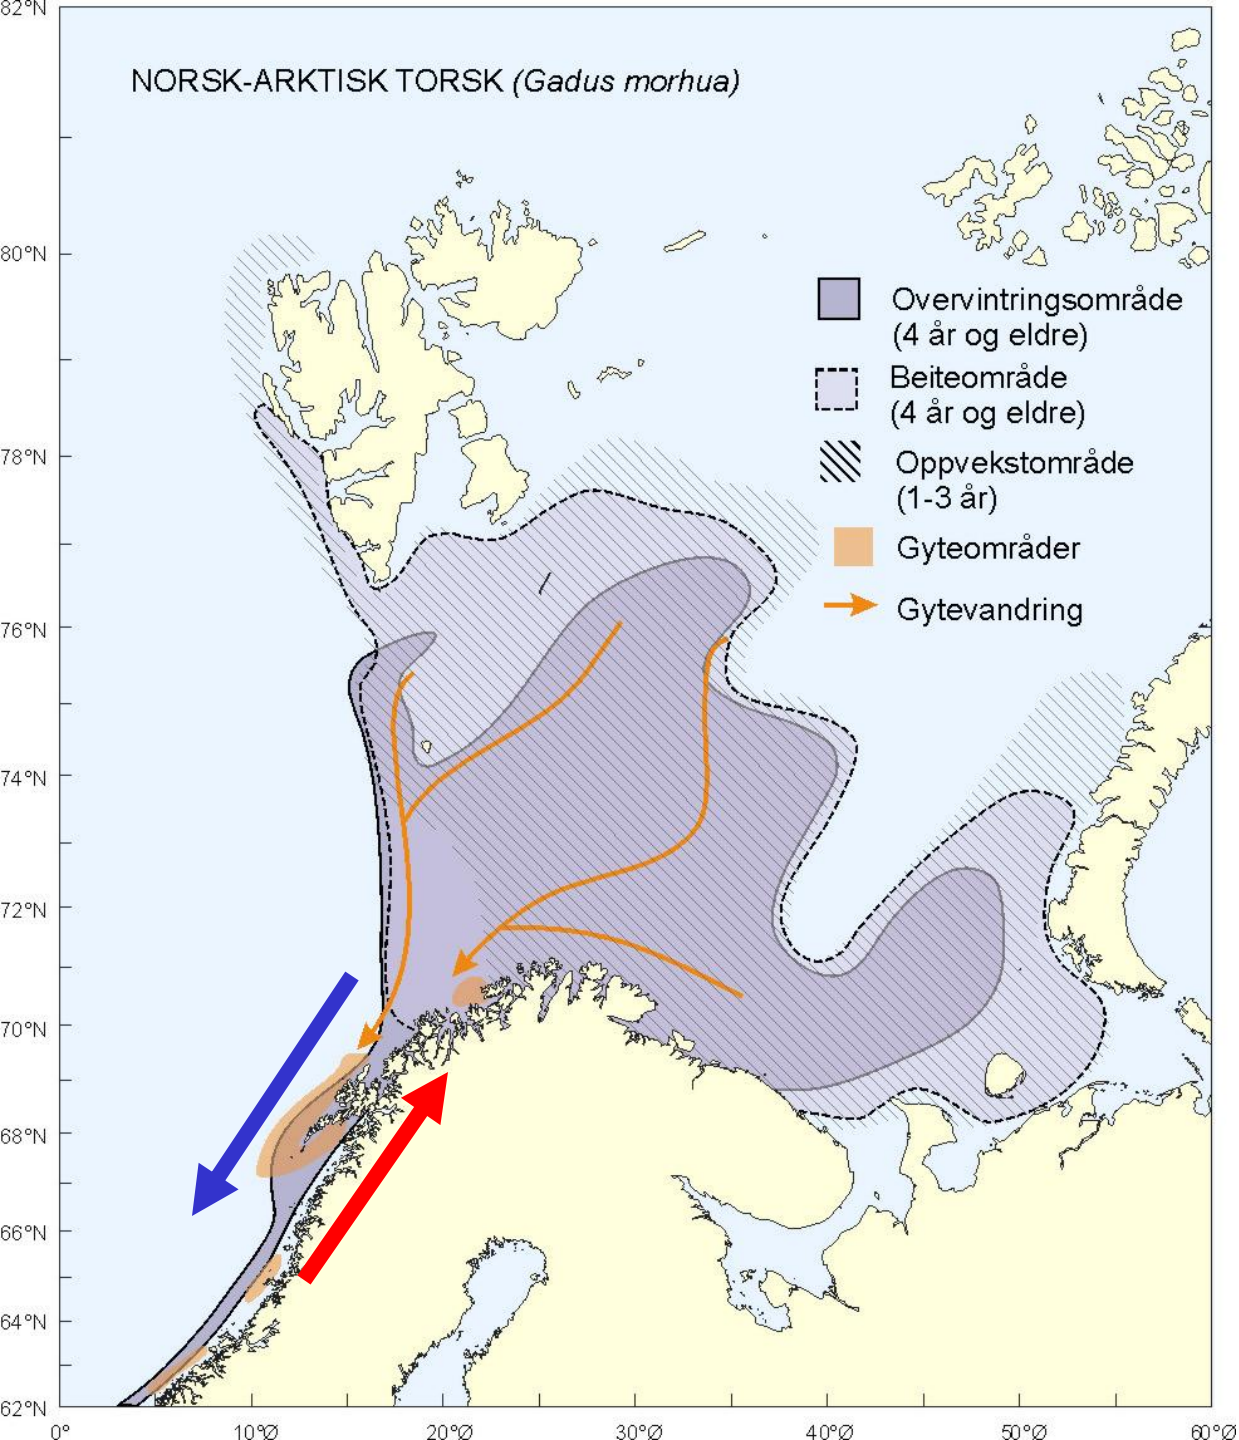 82°N
NORSK-ARKTISK TORSK (Gadus morhua)
80°N
Overvintringsområde
(4 år og eldre)
Beiteområde
(4 år og eldre)
78°N
Oppvekstområde
(1-3 år)
Gyteområder
Gytevandring
76°N
74°N
72°N
70°N
68°N
66°N
64°N
62°N
0° 10°Ø 20°Ø 30°Ø 40°Ø 50°Ø 60°Ø